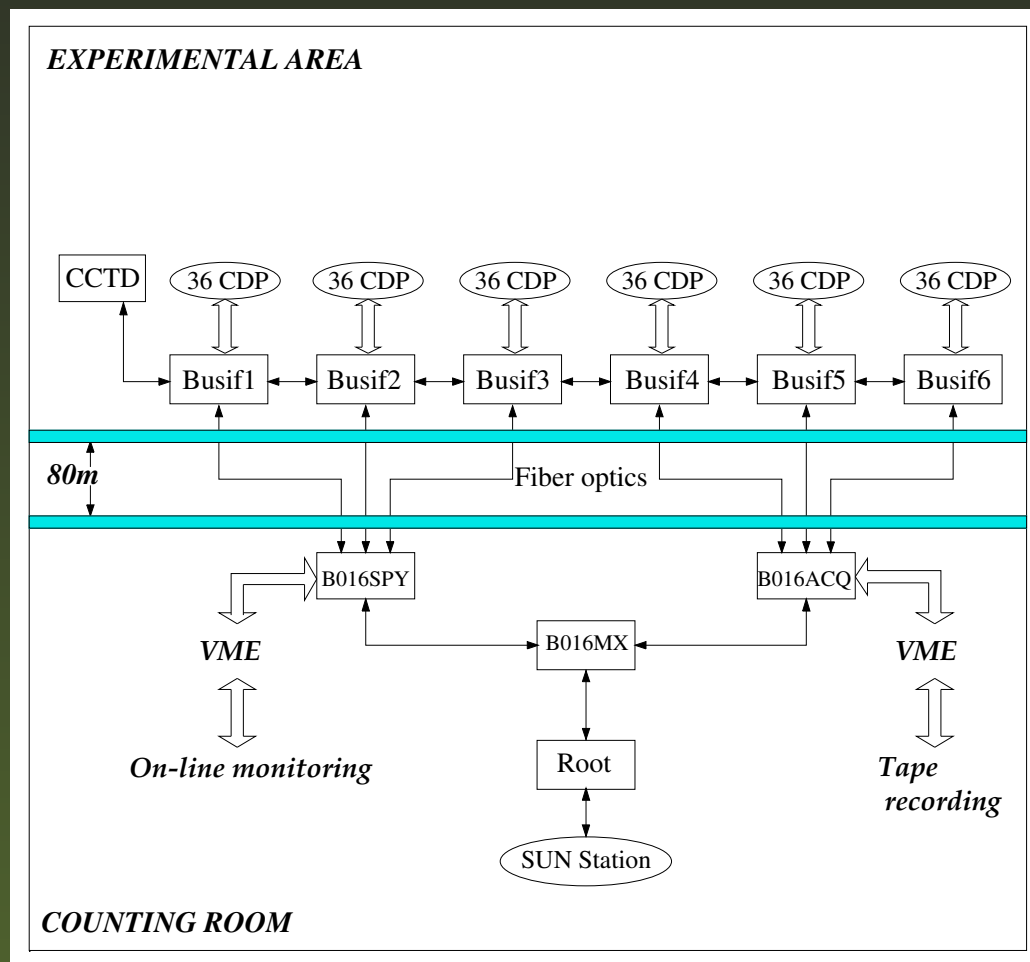 EXPERIMENTAL AREA
CCTD
36 CDP
36 CDP
36 CDP
36 CDP
36 CDP
36 CDP
Busif1
Busif2
Busif3
Busif4
Busif5
Busif6
80m
Fiber optics
B016SPY
B016ACQ
VME
B016MX
VME
On-line monitoring
Root
Tape
recording
SUN Station
COUNTING ROOM